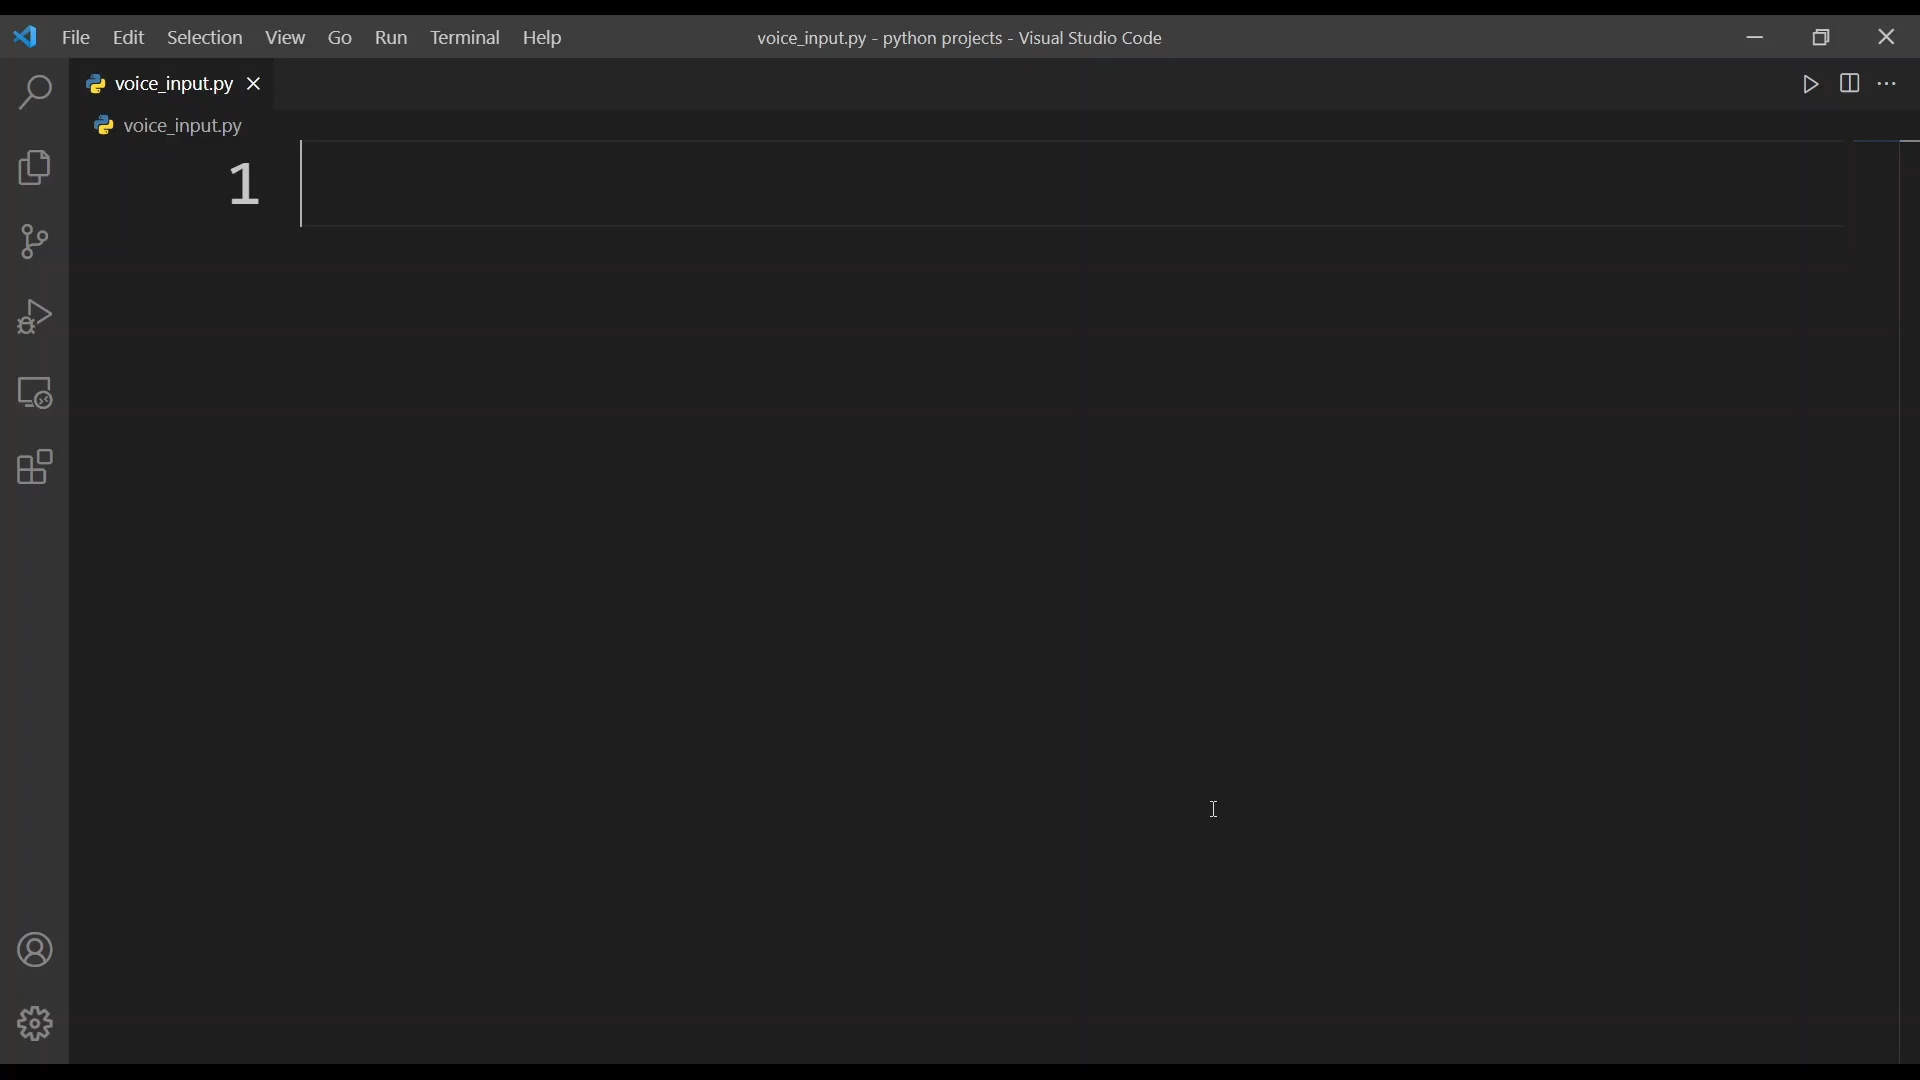 File Edit Selection View Go Run Terminal Help voice_input.py - python projects - Visual Studio Code
voice_input.py
voice_input.py
1